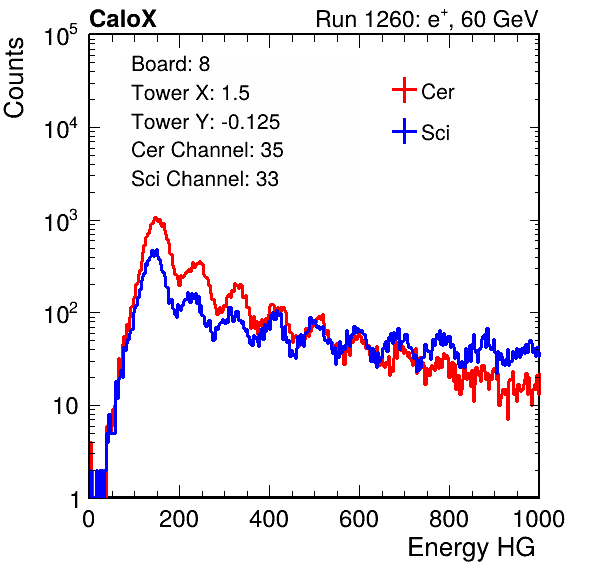 CaloX Run 1260: e⁺, 60 GeV
Counts
Board: 8
Tower X: 1.5
Tower Y: -0.125
Cer Channel: 35
Sci Channel: 33
Cer
Sci
10⁵
10⁴
10³
10²
10
1
0 200 400 600 800 1000
Energy HG